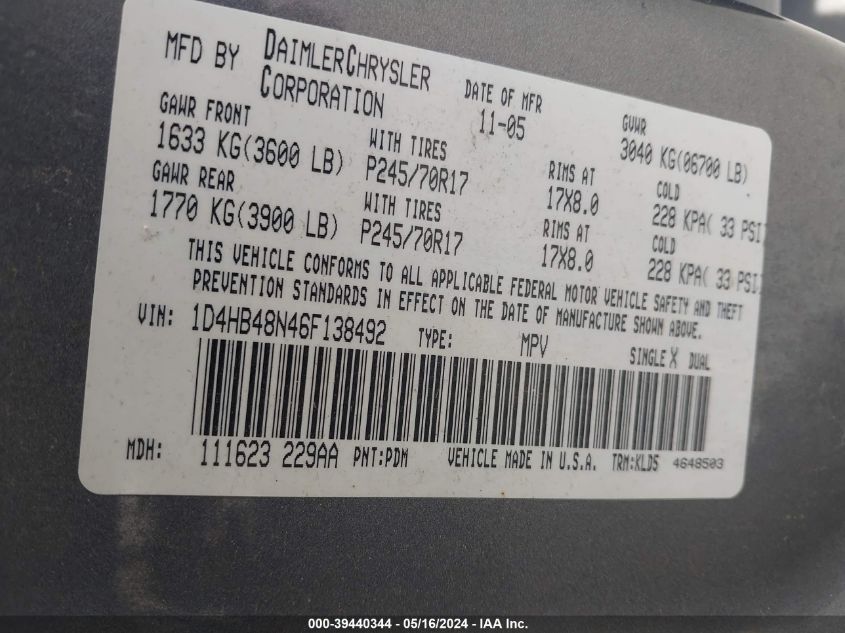 MFD BY DAIMLERCHRYSLER CORPORATION DATE OF MFR 11-05 GVWR 3040 KG(06700 LB)
GAWR FRONT 1633 KG(3600 LB) WITH TIRES P245/70R17 RIMS AT 17X8.0 COLD 228 KPA( 33 PSI)
GAWR REAR 1770 KG(3900 LB) WITH TIRES P245/70R17 RIMS AT 17X8.0 COLD 228 KPA( 33 PSI)
THIS VEHICLE CONFORMS TO ALL APPLICABLE FEDERAL MOTOR VEHICLE SAFETY AND THEFT
PREVENTION STANDARDS IN EFFECT ON THE DATE OF MANUFACTURE SHOWN ABOVE.
VIN: 1D4HB48N46F138492 TYPE: MPV SINGLE X DUAL
MDH: 111623 229AA PNT:PDM VEHICLE MADE IN U.S.A. TRM:KLD5 4648503
000-39440344 - 05/16/2024 - IAA Inc.